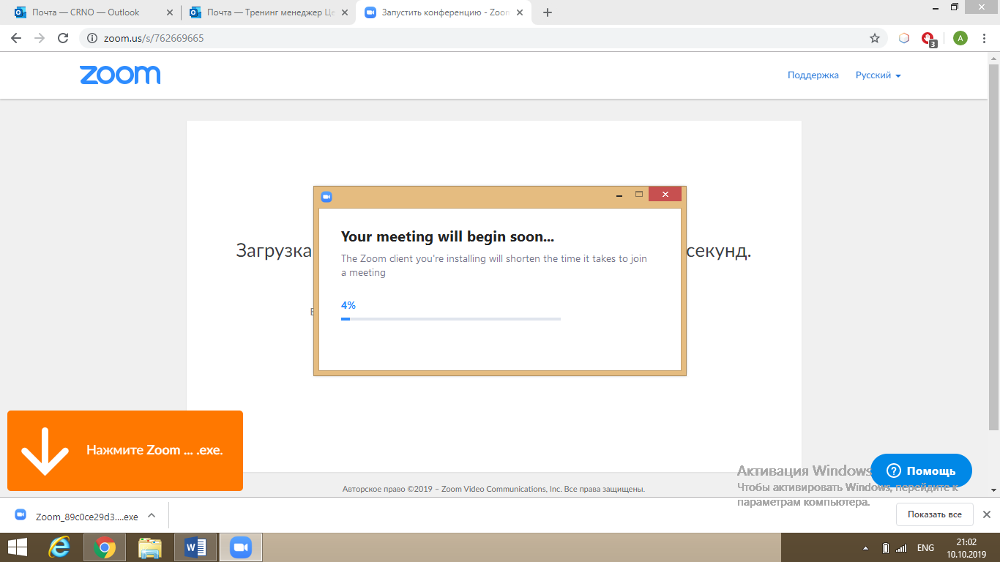 Почта — CRNO — Outlook
Почта — Тренинг менеджер Це
Запустить конференцию - Zoom
zoom.us/s/762669665
3
A
zoom
Поддержка
Русский
Your meeting will begin soon...
Загрузка
секунд.
The Zoom client you're installing will shorten the time it takes to join
a meeting
4%
Нажмите Zoom ... .exe.
Активация Windows
Чтобы активировать Windows, перейдите к
параметрам компьютера.
Помощь
Авторское право ©2019 – Zoom Video Communications, Inc. Все права защищены.
Zoom_89c0ce29d3....exe
Показать все
ENG
21:02
10.10.2019